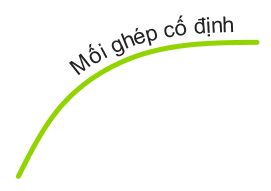 Mối ghép cố định